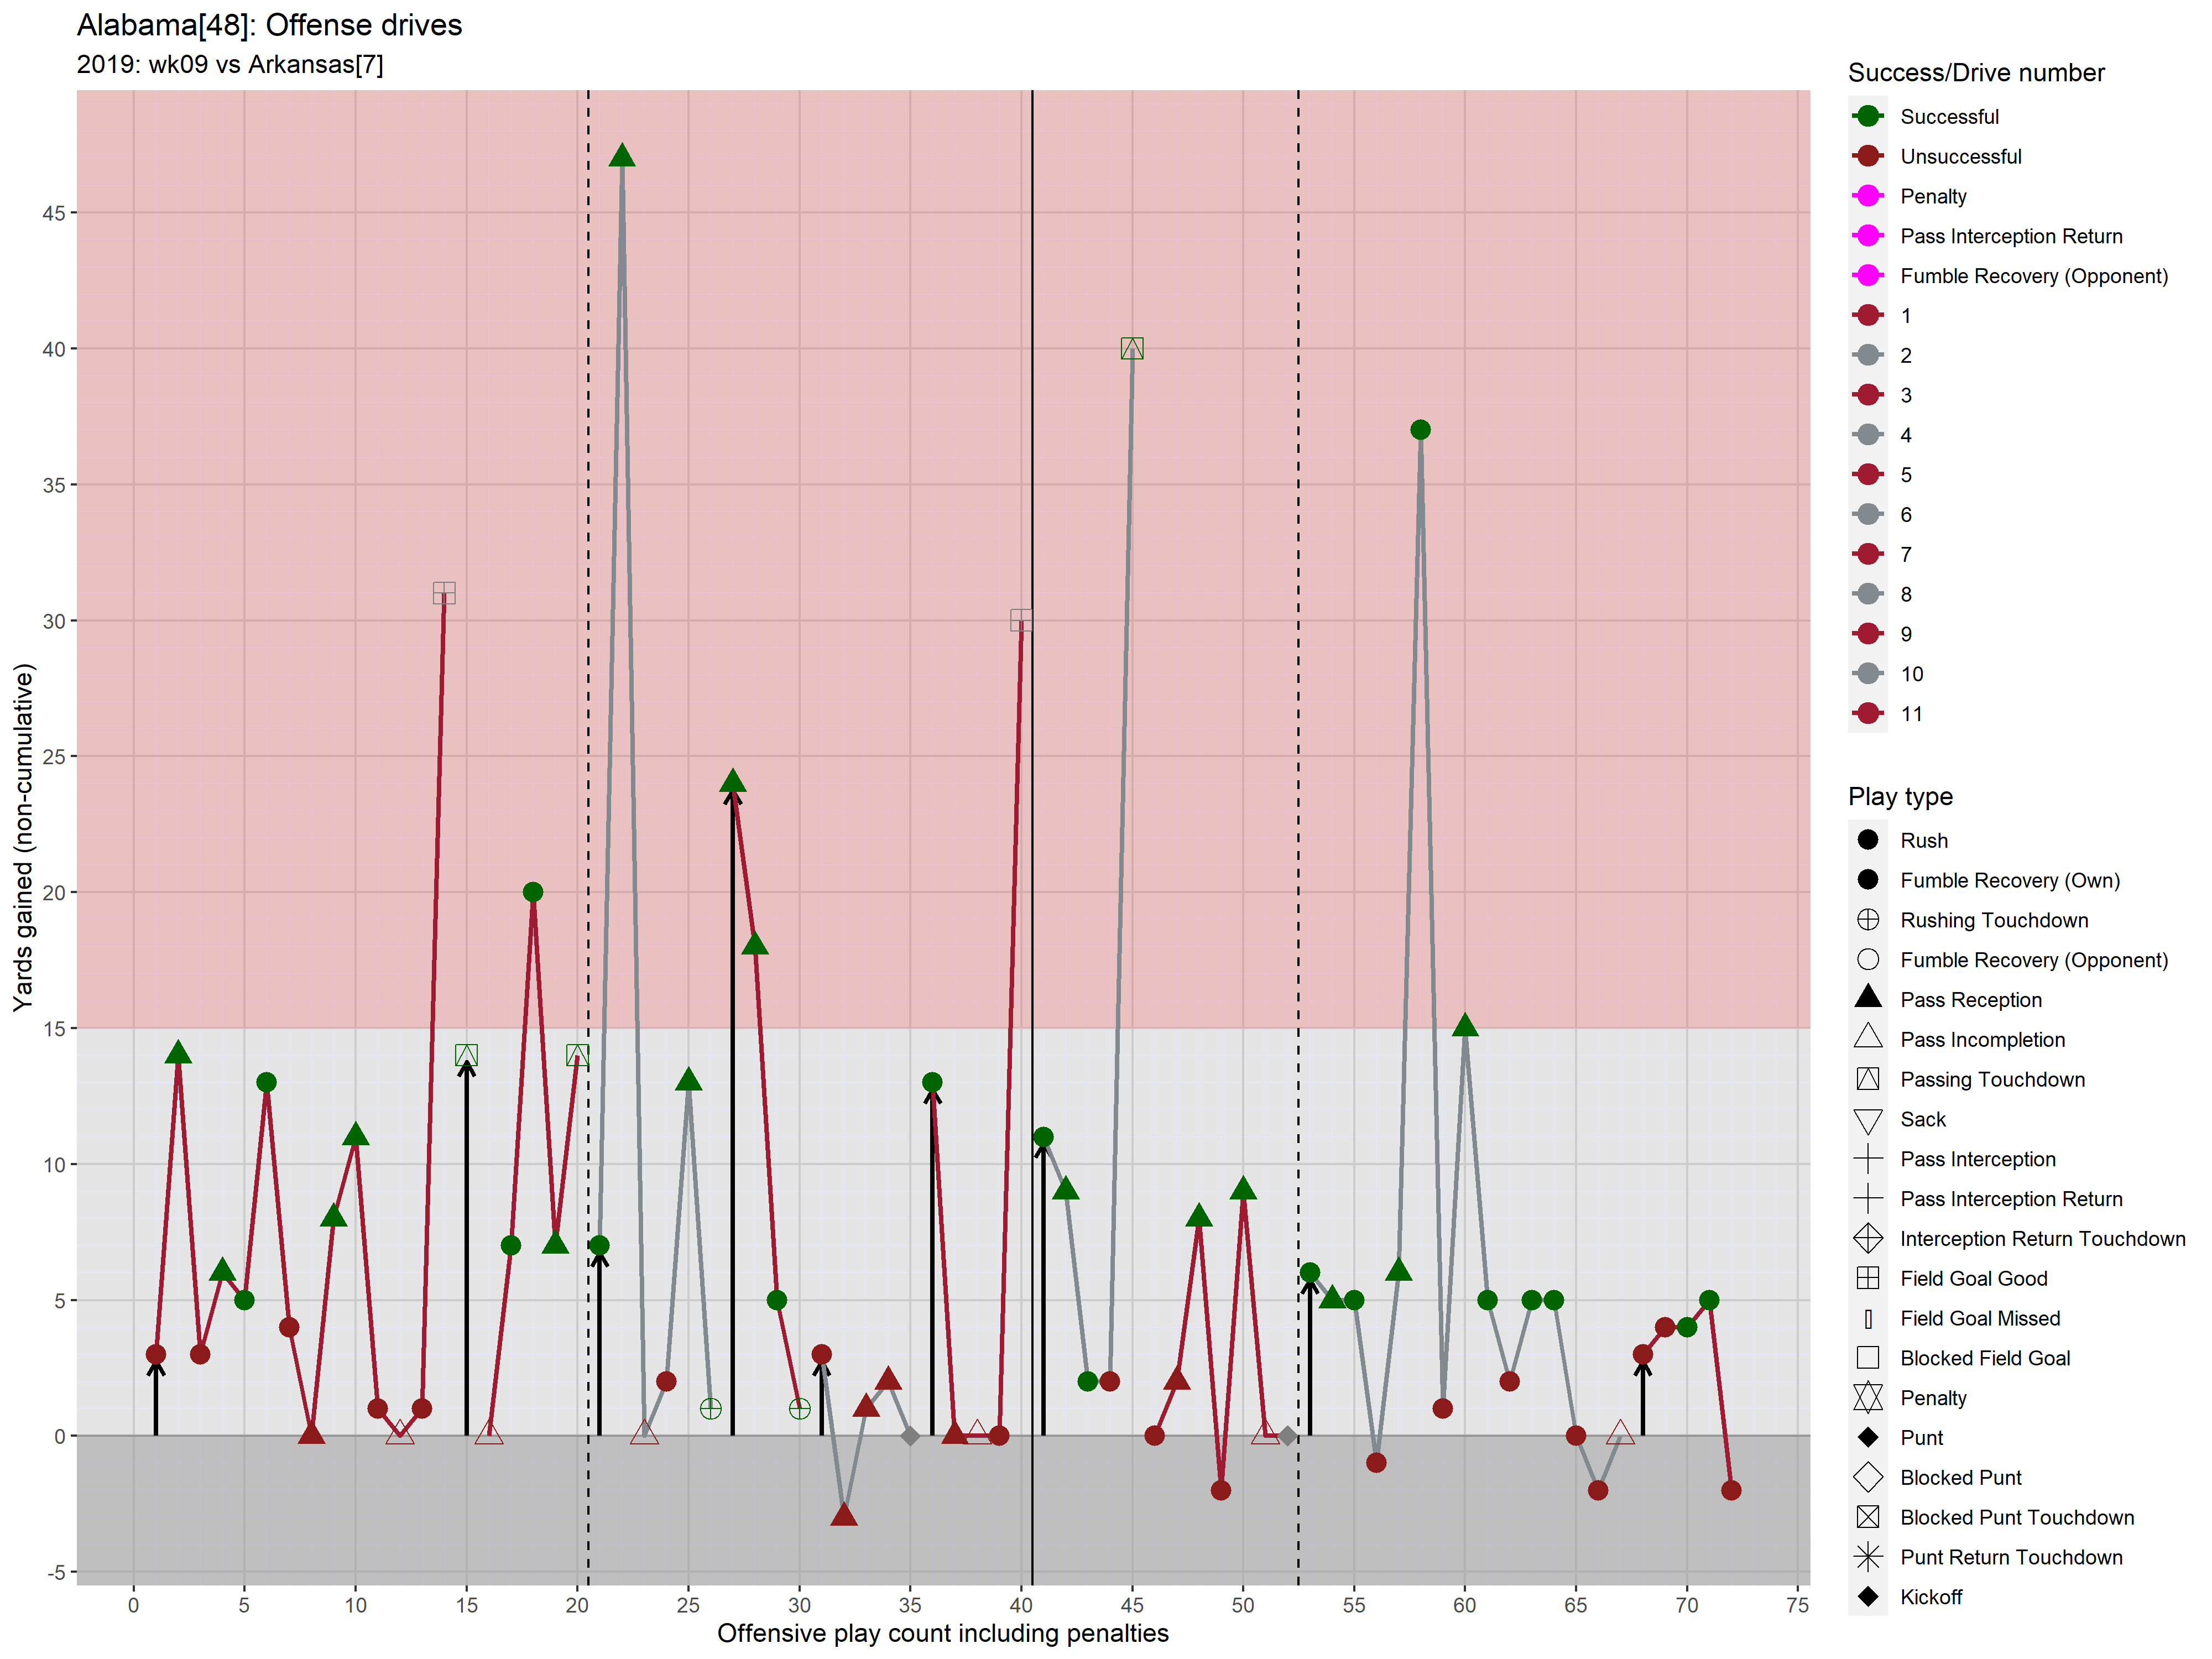 Alabama[48]: Offense drives
2019: wk09 vs Arkansas[7]
Yards gained (non-cumulative)
45
40
35
30
25
20
15
10
5
0
-5
0 5 10 15 20 25 30 35 40 45 50 55 60 65 70 75
Offensive play count including penalties
Success/Drive number
Successful
Unsuccessful
Penalty
Pass Interception Return
Fumble Recovery (Opponent)
1
2
3
4
5
6
7
8
9
10
11
Play type
Rush
Fumble Recovery (Own)
Rushing Touchdown
Fumble Recovery (Opponent)
Pass Reception
Pass Incompletion
Passing Touchdown
Sack
Pass Interception
Pass Interception Return
Interception Return Touchdown
Field Goal Good
Field Goal Missed
Blocked Field Goal
Penalty
Punt
Blocked Punt
Blocked Punt Touchdown
Punt Return Touchdown
Kickoff